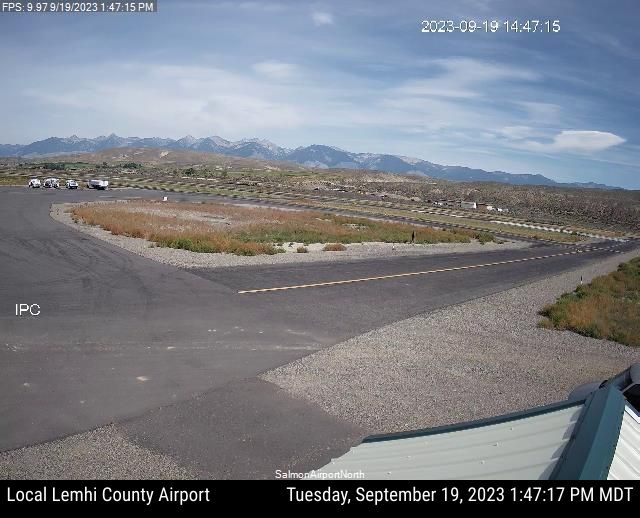 FPS: 9.97 9/19/2023 1:47:15 PM
2023-09-19 14:47:15
IPC
SalmonAirportNorth
Local Lemhi County Airport Tuesday, September 19, 2023 1:47:17 PM MDT